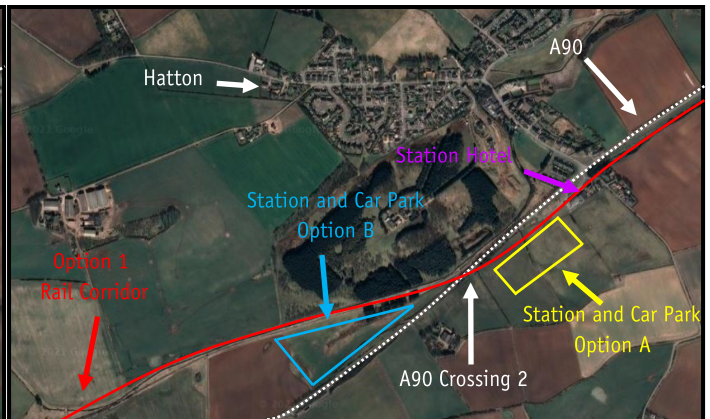 A90
Hatton
Station Hotel
Station and Car Park
Option B
Option 1
Rail Corridor
Station and Car Park
Option A
A90 Crossing 2